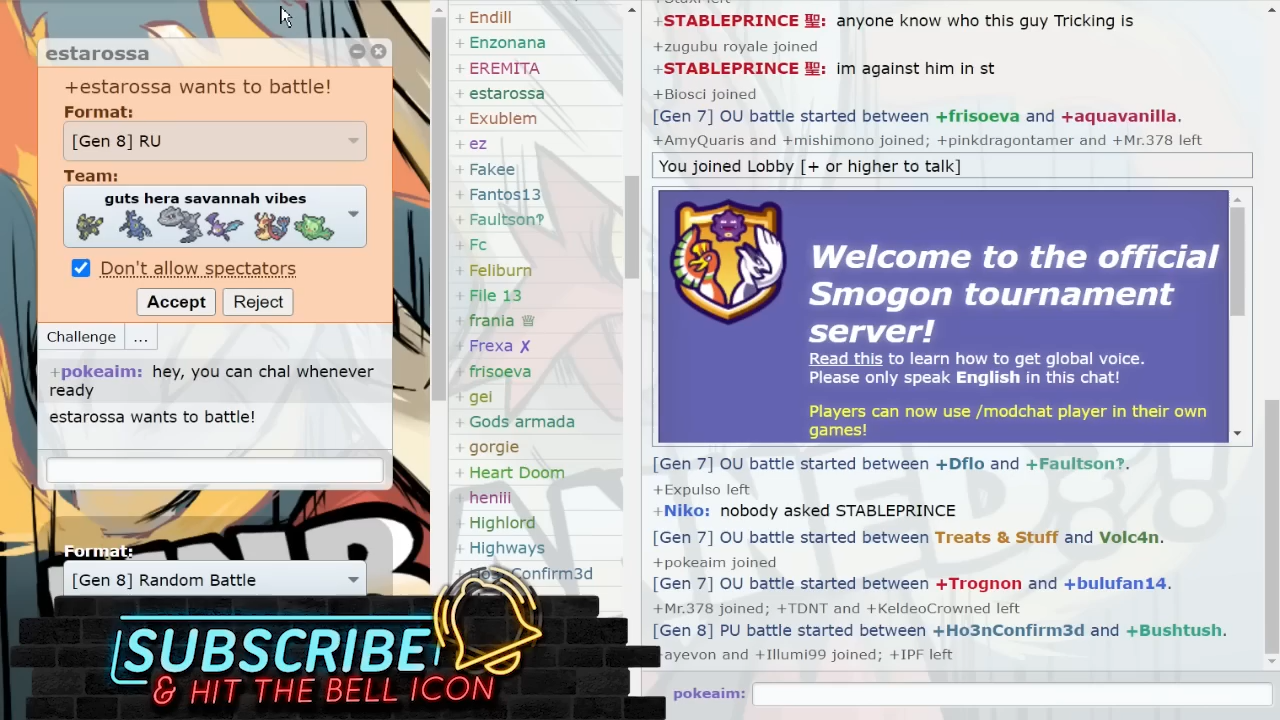 estarossa
+estarossa wants to battle!
Format:
[Gen 8] RU
Team:
guts hera savannah vibes
Don't allow spectators
Accept
Reject
Challenge
...
+pokeaim: hey, you can chal whenever
ready
estarossa wants to battle!
Format:
[Gen 8] Random Battle
SUBSCRIBE
& HIT THE BELL ICON
+ Endill
+ Enzonana
+ EREMITA
+ estarossa
+ Exublem
+ ez
+ Fakee
+ Fantos13
+ Faultson?
+ Fc
+ Feliburn
+ File 13
+ frania ♕
+ Frexa ✗
+ frisoeva
+ gei
+ Gods armada
+ gorgie
+ Heart Doom
+ heniii
+ Highlord
+ Highways
Confirm3d
+STABLEPRINCE 聖: anyone know who this guy Tricking is
+zugubu royale joined
+STABLEPRINCE 聖: im against him in st
+Biosci joined
[Gen 7] OU battle started between +frisoeva and +aquavanilla.
+AmyQuaris and +mishimono joined; +pinkdragontamer and +Mr.378 left
You joined Lobby [+ or higher to talk]
Welcome to the official
Smogon tournament
server!
Read this to learn how to get global voice.
Please only speak English in this chat!
Players can now use /modchat player in their own
games!
[Gen 7] OU battle started between +Dflo and +Faultson?.
+Expulso left
+Niko: nobody asked STABLEPRINCE
[Gen 7] OU battle started between Treats & Stuff and Volc4n.
+pokeaim joined
[Gen 7] OU battle started between +Trognon and +bulufan14.
+Mr.378 joined; +TDNT and +KeldeoCrowned left
[Gen 8] PU battle started between +Ho3nConfirm3d and +Bushtush.
ayevon and +Illumi99 joined; +IPF left
pokeaim: